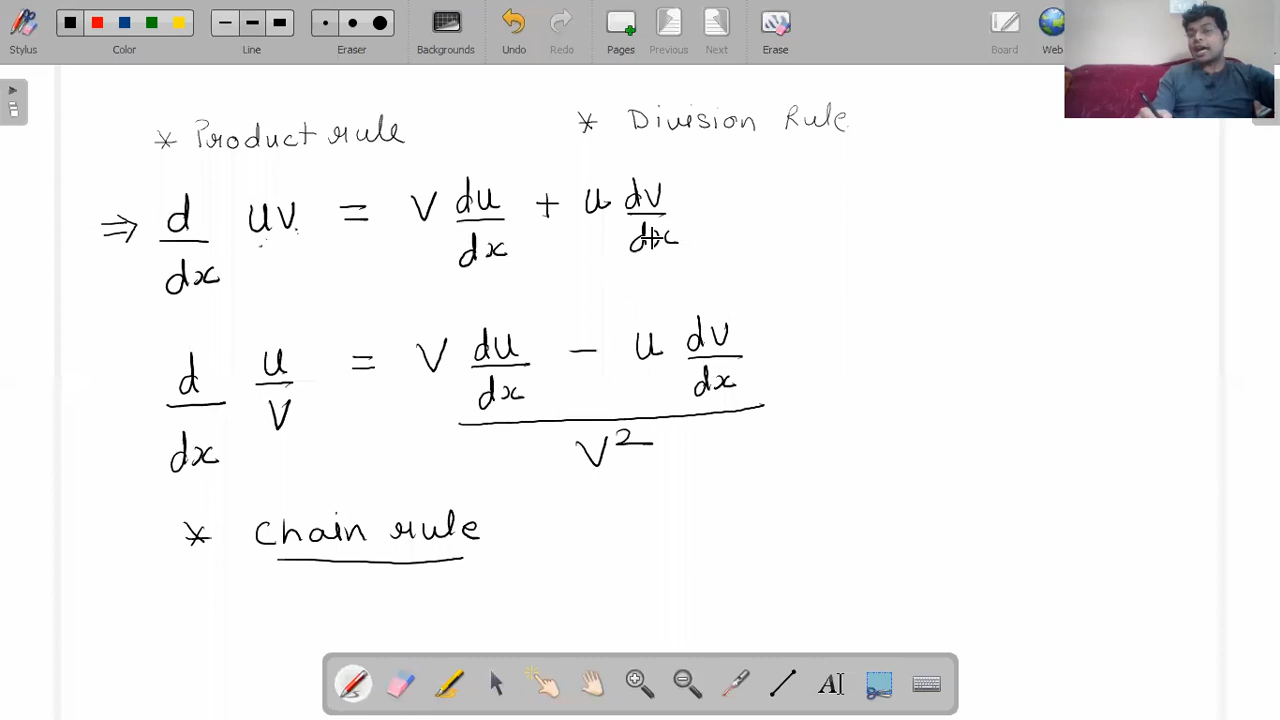 Stylus Color Line Eraser Backgrounds Undo Redo Pages Previous Next Erase Board Web
* Product rule * Division Rule
⇒ d/dx uv = v du/dx + u dv/dx
d/dx u/v = v du/dx - u dv/dx / v²
* Chain rule
AI